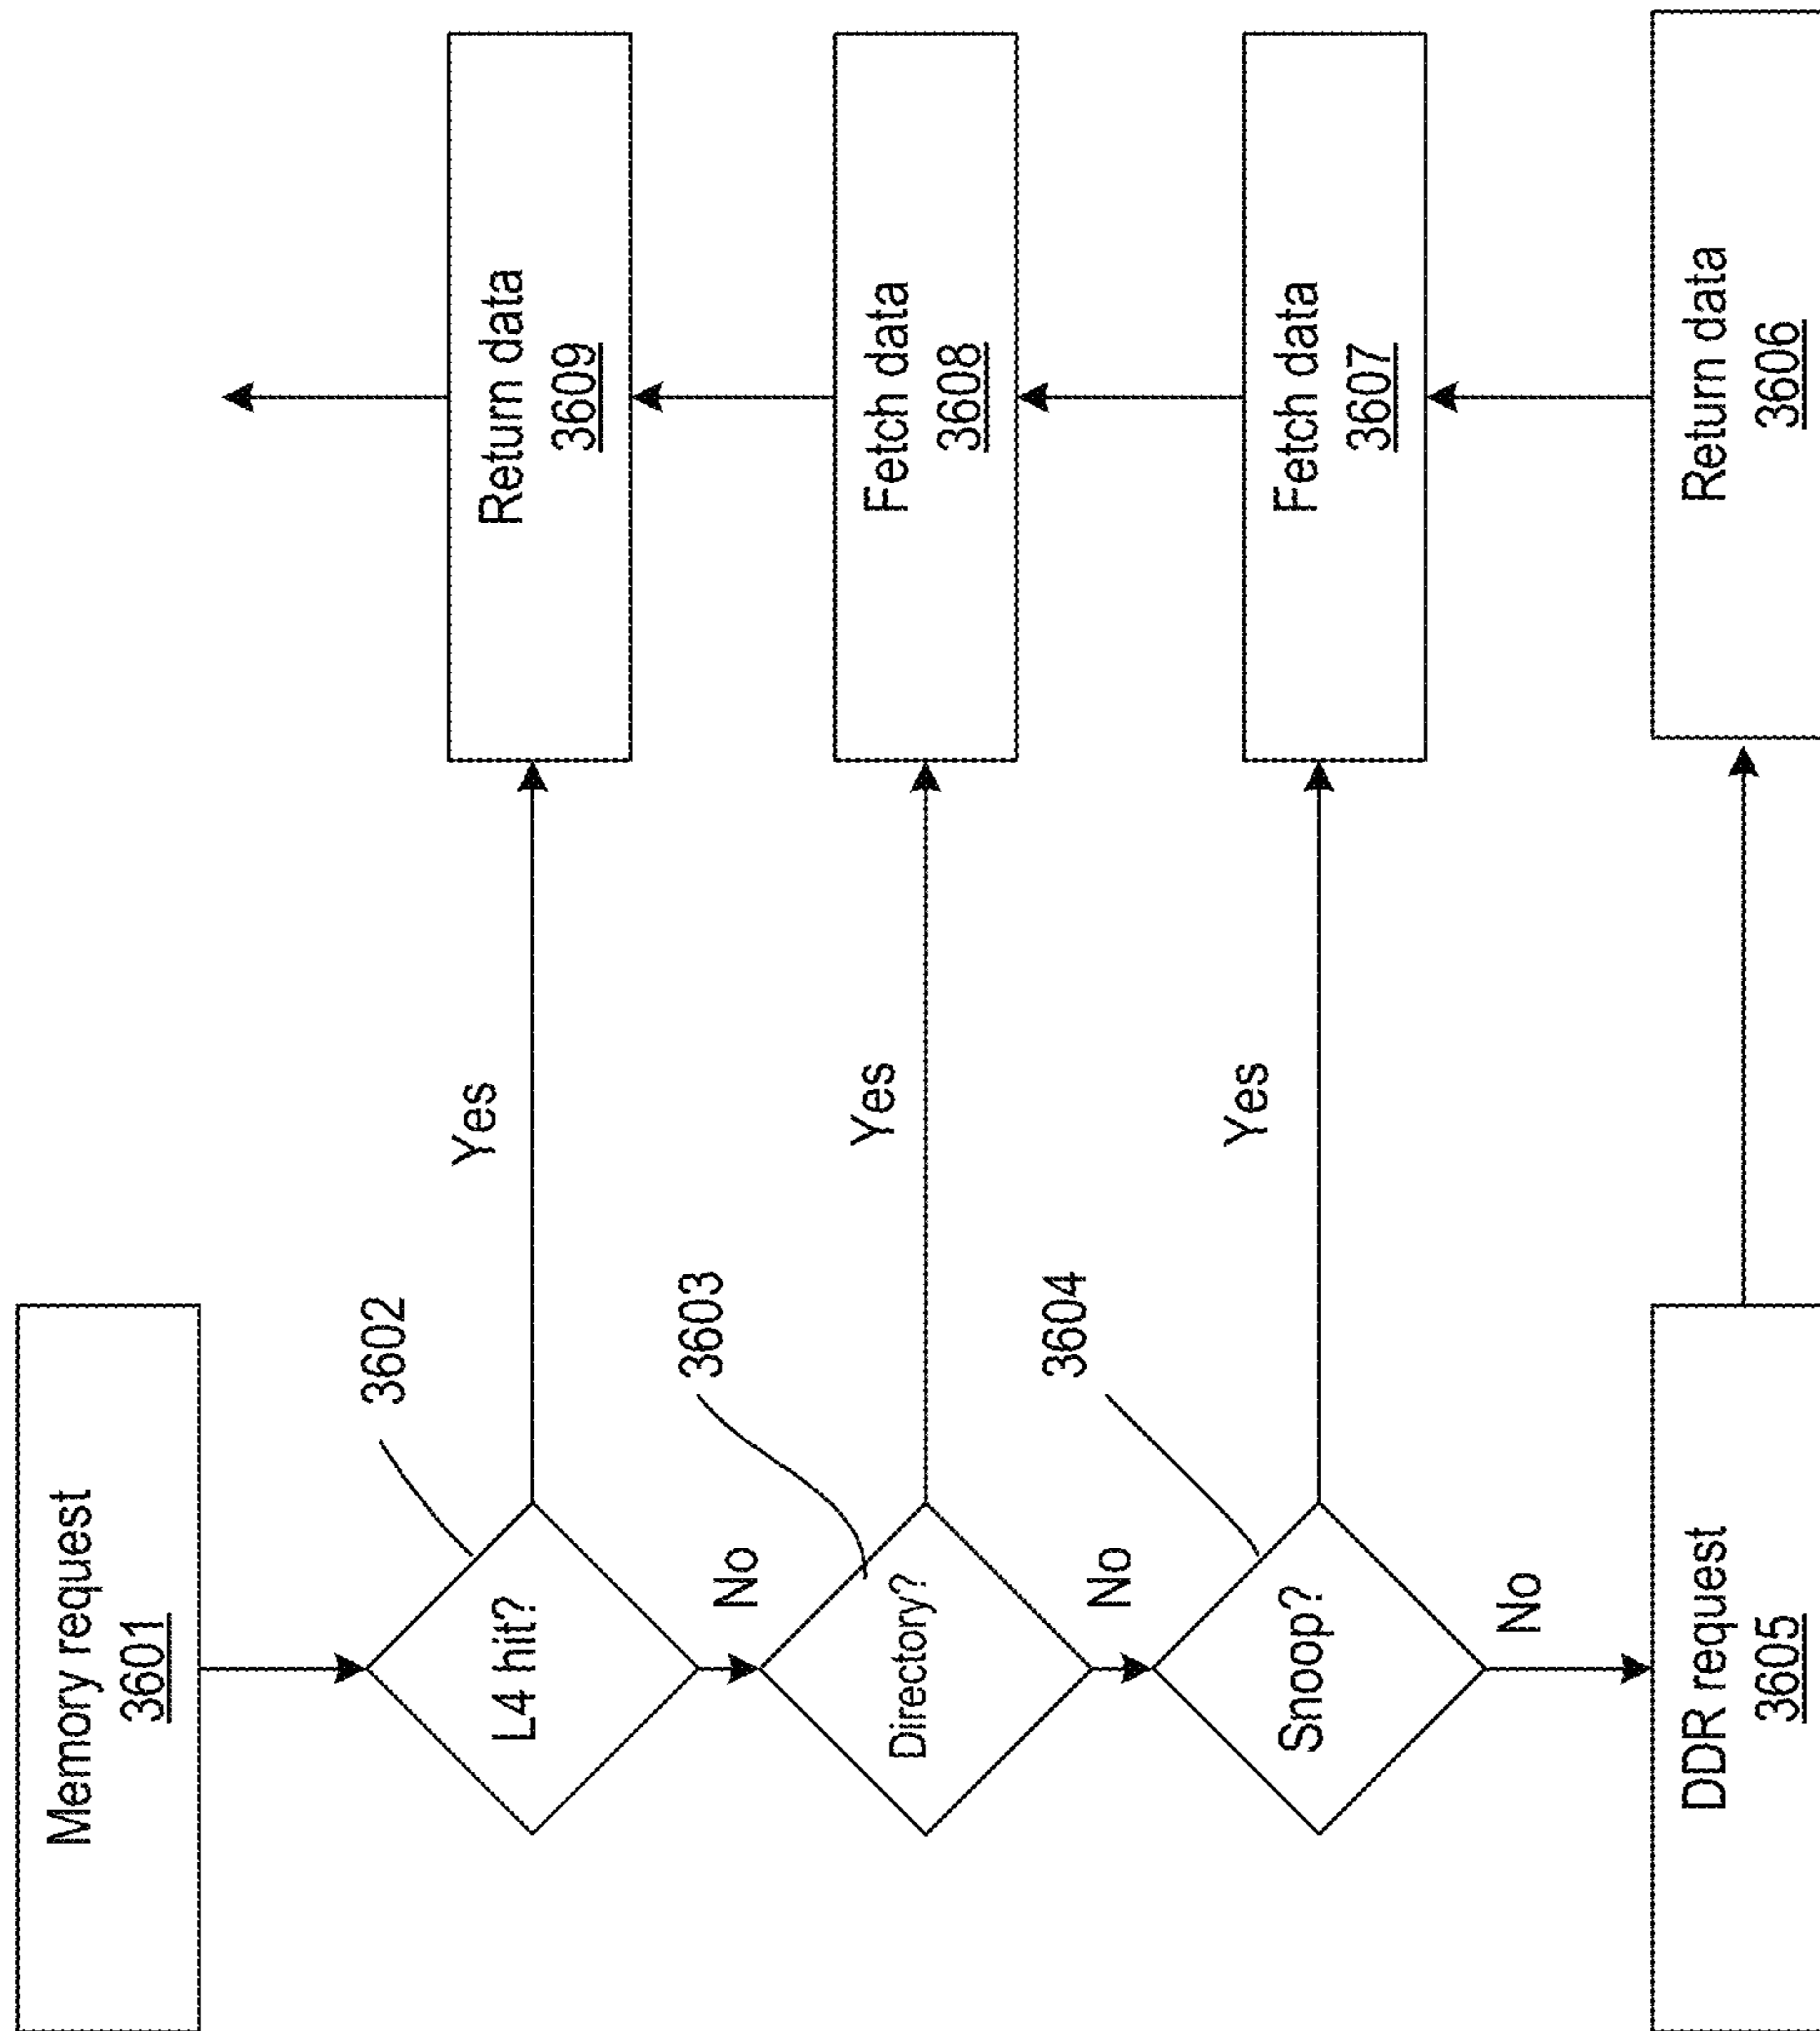 Memory request
3601
3602
L4 hit?
Yes
Return data
3609
No
3603
Directory?
Yes
Fetch data
3608
No
3604
Snoop?
Yes
Fetch data
3607
No
DDR request
3605
Return data
3606